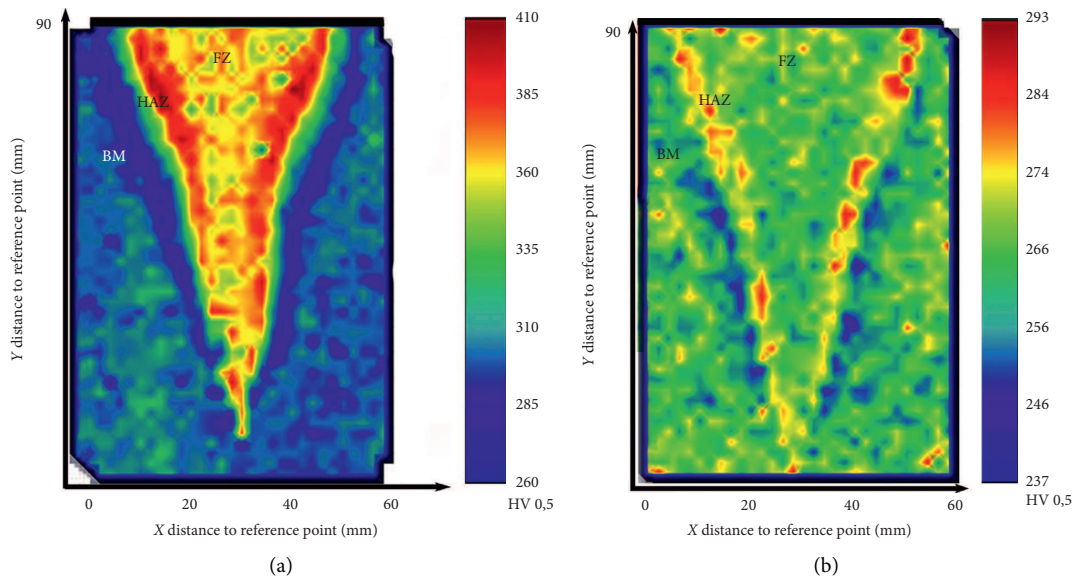 90
Y distance to reference point (mm)
FZ
HAZ
BM
0
20
40
60
X distance to reference point (mm)
410
385
360
335
310
285
260
HV 0,5
(a)
90
Y distance to reference point (mm)
FZ
HAZ
BM
0
20
40
60
X distance to reference point (mm)
293
284
274
266
256
246
237
HV 0,5
(b)